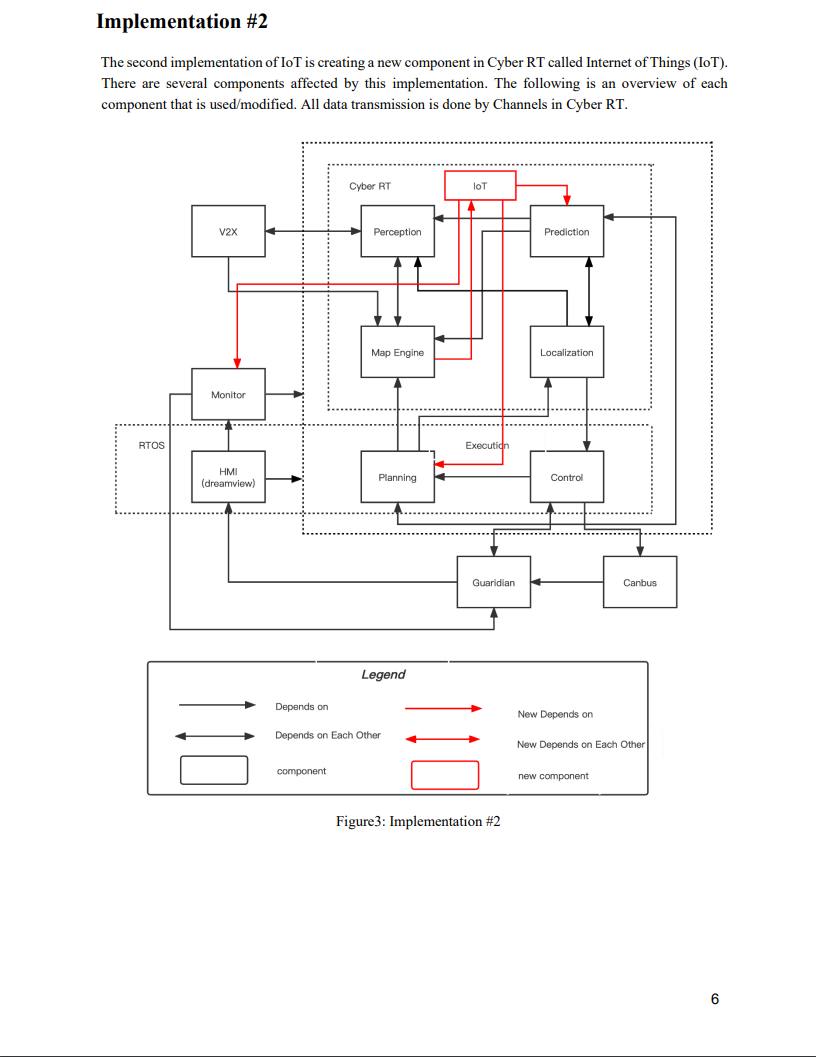 Implementation #2
The second implementation of IoT is creating a new component in Cyber RT called Internet of Things (IoT).
There are several components affected by this implementation. The following is an overview of each
component that is used/modified. All data transmission is done by Channels in Cyber RT.
Cyber RT
IoT
V2X
Perception
Prediction
Map Engine
Localization
Monitor
RTOS
Execution
HMI
(dreamview)
Planning
Control
Guaridian
Canbus
Legend
Depends on
New Depends on
Depends on Each Other
New Depends on Each Other
component
new component
Figure3: Implementation #2
6